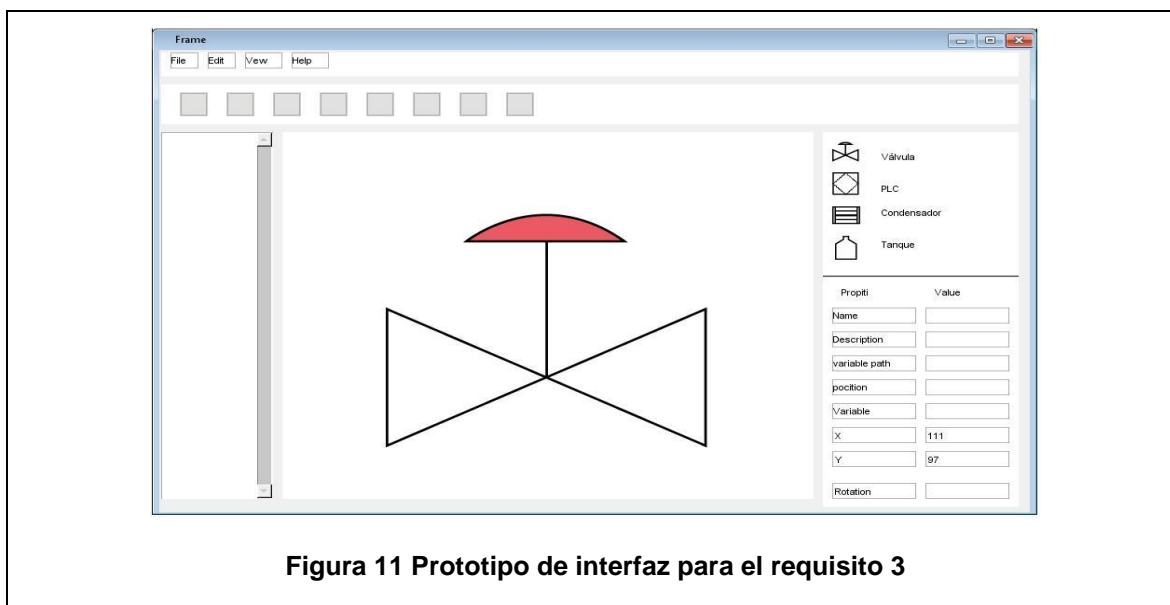 Frame
File Edit Vew Help
Válvula
PLC
Condensador
Tanque
Propiti Value
Name
Description
variable path
pocition
Variable
X 111
Y 97
Rotation
Figura 11 Prototipo de interfaz para el requisito 3